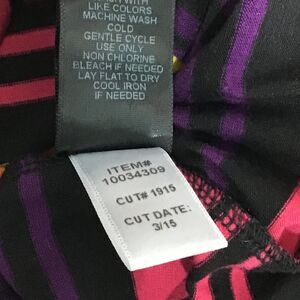 WITH
LIKE COLORS
MACHINE WASH
COLD
GENTLE CYCLE
USE ONLY
NON CHLORINE
BLEACH IF NEEDED
LAY FLAT TO DRY
COOL IRON
IF NEEDED
ITEM#
10034309
CUT# 1915
CUT DATE:
3/15